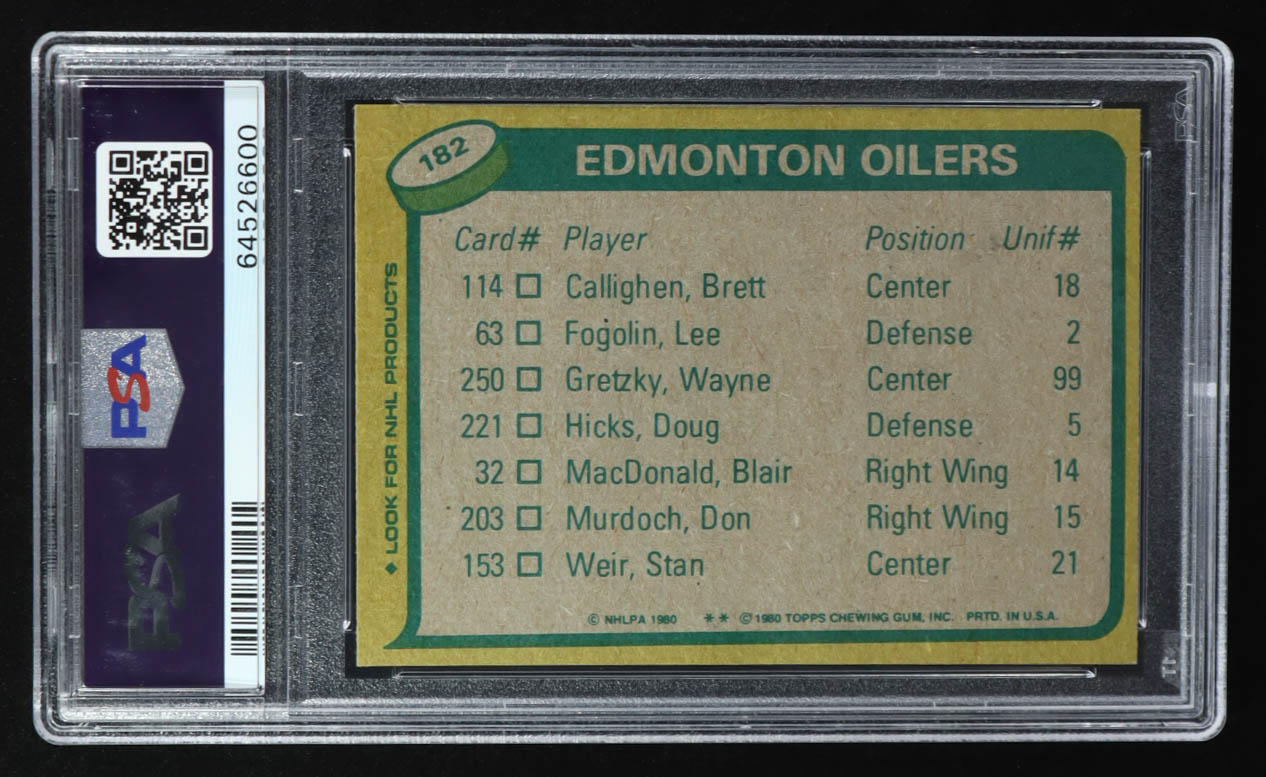 182
EDMONTON OILERS
Card# Player Position Unif#
114 Callighen, Brett Center 18
63 Fogolin, Lee Defense 2
250 Gretzky, Wayne Center 99
221 Hicks, Doug Defense 5
32 MacDonald, Blair Right Wing 14
203 Murdoch, Don Right Wing 15
153 Weir, Stan Center 21
© NHLPA 1980 ** © 1980 TOPPS CHEWING GUM, INC. PRTD. IN U.S.A.
◆ LOOK FOR NHL PRODUCTS
64526600
PSA
PSA
PSA